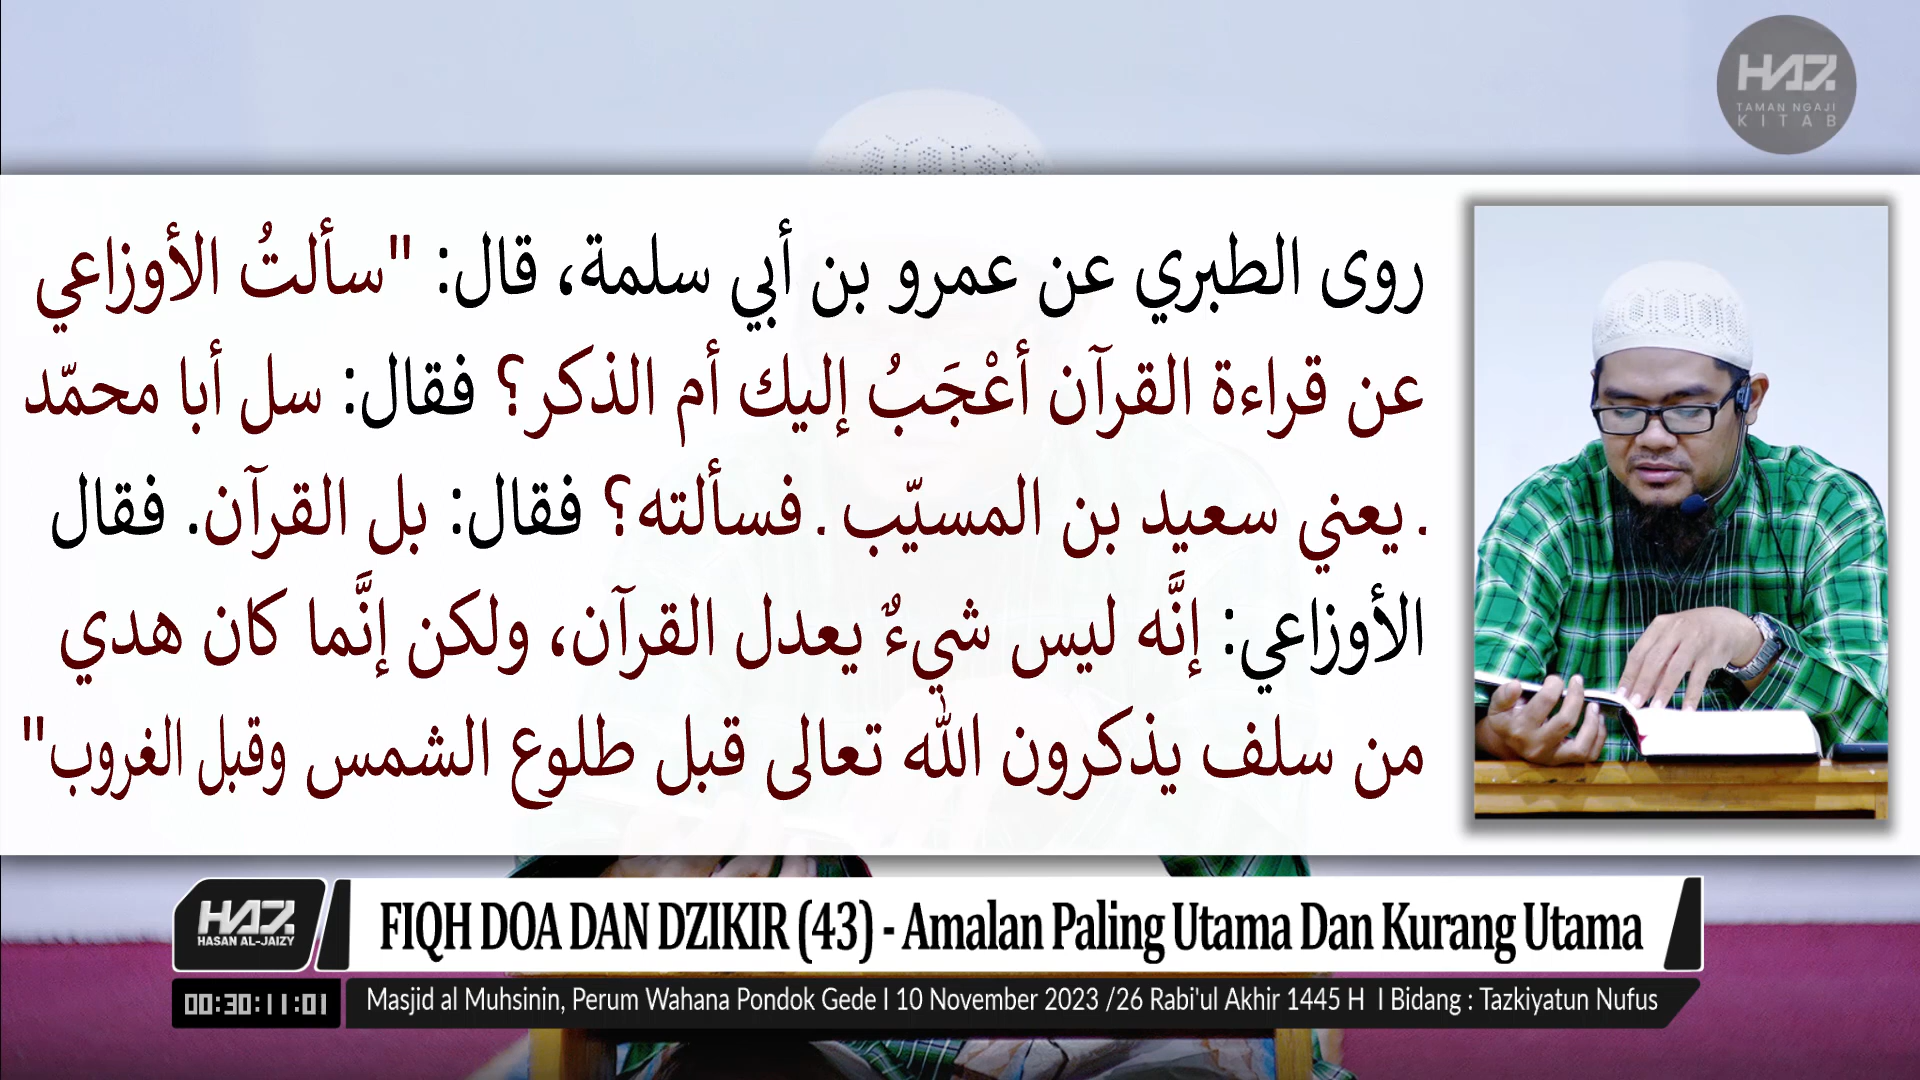 HAZ
TAMAN NGAJI
KITAB
روى الطبري عن عمرو بن أبي سلمة، قال: "سألتُ الأوزاعي
عن قراءة القرآن أعْجَبُ إليك أم الذكر؟ فقال: سل أبا محمّد
. يعني سعيد بن المسيّب . فسألته؟ فقال: بل القرآن. فقال
الأوزاعي: إنَّه ليس شيءٌ يعدل القرآن، ولكن إنَّما كان هدي
من سلف يذكرون الله تعالى قبل طلوع الشمس وقبل الغروب"
HAZ
HASAN AL-JAIZY
FIQH DOA DAN DZIKIR (43) - Amalan Paling Utama Dan Kurang Utama
00:30:11:01
Masjid al Muhsinin, Perum Wahana Pondok Gede I 10 November 2023 /26 Rabi'ul Akhir 1445 H I Bidang : Tazkiyatun Nufus